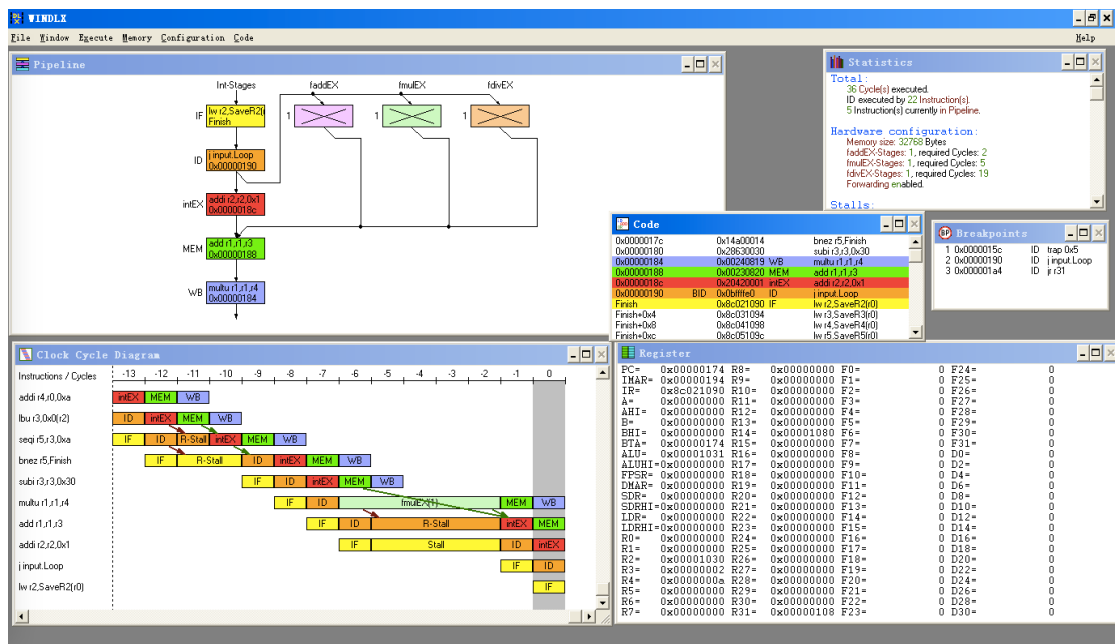 WINDLX
File Window Execute Memory Configuration Code Help
Pipeline
Int-Stages faddEX fmulEX fdivEX
IF lw r2,SaveR2(r
Finish
1 1 1
ID j input.Loop
0x00000190
intEX addi r2,r2,0x1
0x0000018c
MEM add r1,r1,r3
0x00000188
WB multu r1,r1,r4
0x00000184
Statistics
Total:
36 Cycle(s) executed.
ID executed by 22 Instruction(s).
5 Instruction(s) currently in Pipeline.
Hardware configuration:
Memory size: 32768 Bytes
faddEX-Stages: 1, required Cycles: 2
fmulEX-Stages: 1, required Cycles: 5
fdivEX-Stages: 1, required Cycles: 19
Forwarding enabled.
Stalls:
Code
0x0000017c 0x14a00014 bnez r5,Finish
0x00000180 0x28630030 subi r3,r3,0x30
0x00000184 0x00240819 WB multu r1,r1,r4
0x00000188 0x00230820 MEM add r1,r1,r3
0x0000018c 0x20420001 intEX addi r2,r2,0x1
0x00000190 BID 0x0bffffe0 ID j input.Loop
Finish 0x8c021090 IF lw r2,SaveR2(r0)
Finish+0x4 0x8c031094 lw r3,SaveR3(r0)
Finish+0x8 0x8c041098 lw r4,SaveR4(r0)
Finish+0xc 0x8c05109c lw r5,SaveR5(r0)
BP Breakpoints
1 0x0000015c ID trap 0x5
2 0x00000190 ID j input.Loop
3 0x000001a4 ID jr r31
Clock Cycle Diagram
Instructions / Cycles -13 -12 -11 -10 -9 -8 -7 -6 -5 -4 -3 -2 -1 0
addi r4,r0,0xa intEX MEM WB
lbu r3,0x0(r2) ID intEX MEM WB
seqi r5,r3,0xa IF ID R-Stall intEX MEM WB
bnez r5,Finish IF R-Stall ID intEX MEM WB
subi r3,r3,0x30 IF ID intEX MEM WB
multu r1,r1,r4 IF ID fmulEX(1) MEM WB
add r1,r1,r3 IF ID R-Stall intEX MEM
addi r2,r2,0x1 IF Stall ID intEX
j input.Loop IF ID
lw r2,SaveR2(r0) IF
Register
PC= 0x00000174 R8= 0x00000000 F0= 0 F24= 0
IMAR= 0x00000194 R9= 0x00000000 F1= 0 F25= 0
IR= 0x8c021090 R10= 0x00000000 F2= 0 F26= 0
A= 0x00000000 R11= 0x00000000 F3= 0 F27= 0
AHI= 0x00000000 R12= 0x00000000 F4= 0 F28= 0
B= 0x00000000 R13= 0x00000000 F5= 0 F29= 0
BHI= 0x00000000 R14= 0x00001080 F6= 0 F30= 0
BTA= 0x00000174 R15= 0x00000000 F7= 0 F31= 0
ALU= 0x00001031 R16= 0x00000000 F8= 0 D0= 0
ALUHI= 0x00000000 R17= 0x00000000 F9= 0 D2= 0
FPSR= 0x00000000 R18= 0x00000000 F10= 0 D4= 0
DMAR= 0x00000000 R19= 0x00000000 F11= 0 D6= 0
SDR= 0x00000000 R20= 0x00000000 F12= 0 D8= 0
SDRHI= 0x00000000 R21= 0x00000000 F13= 0 D10= 0
LDR= 0x00000000 R22= 0x00000000 F14= 0 D12= 0
LDRHI= 0x00000000 R23= 0x00000000 F15= 0 D14= 0
R0= 0x00000000 R24= 0x00000000 F16= 0 D16= 0
R1= 0x00000000 R25= 0x00000000 F17= 0 D18= 0
R2= 0x00001030 R26= 0x00000000 F18= 0 D20= 0
R3= 0x00000002 R27= 0x00000000 F19= 0 D22= 0
R4= 0x0000000a R28= 0x00000000 F20= 0 D24= 0
R5= 0x00000000 R29= 0x00000000 F21= 0 D26= 0
R6= 0x00000000 R30= 0x00000000 F22= 0 D28= 0
R7= 0x00000000 R31= 0x00000108 F23= 0 D30= 0